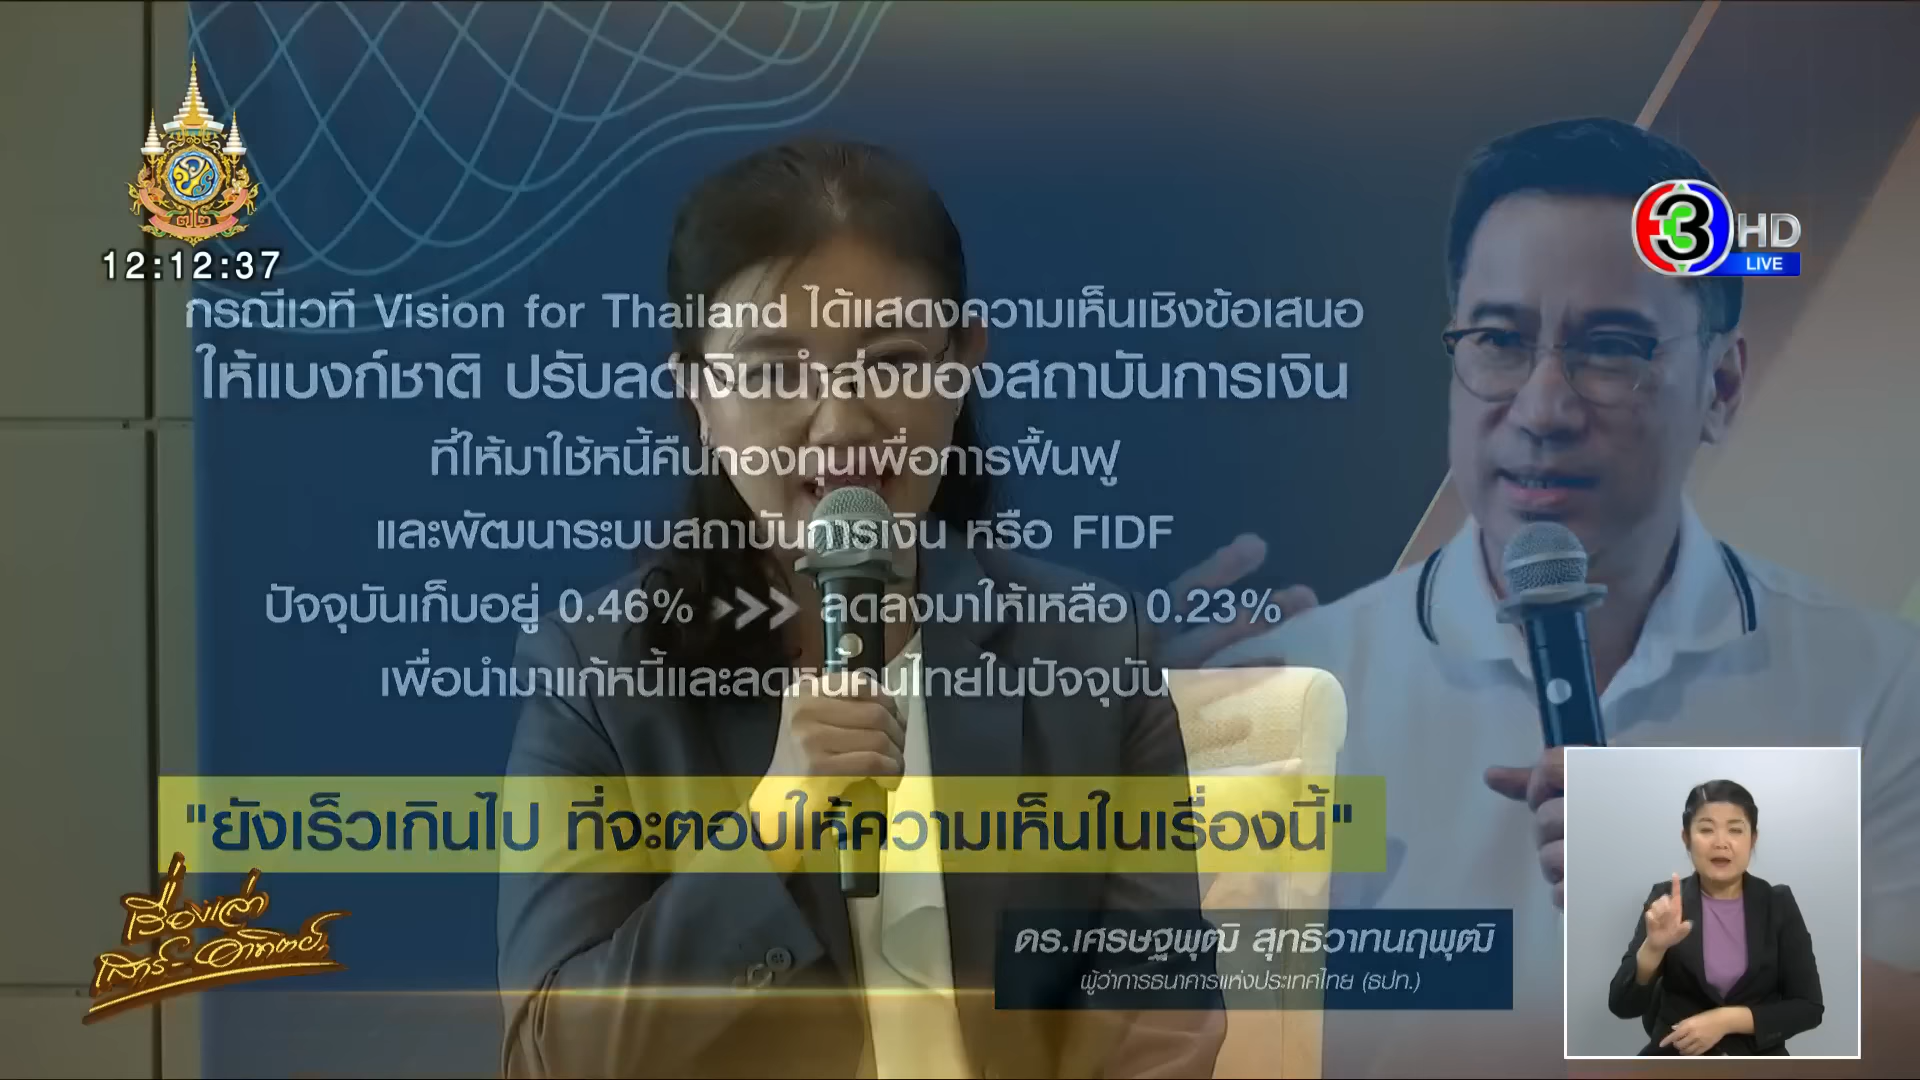 3 HD
LIVE
12:12:37
กรณีเวที Vision for Thailand ได้แสดงความเห็นเชิงข้อเสนอ
ให้แบงก์ชาติ ปรับลดเงินนำส่งของสถาบันการเงิน
ที่ให้มาใช้หนี้คืนกองทุนเพื่อการฟื้นฟู
และพัฒนาระบบสถาบันการเงิน หรือ FIDF
ปัจจุบันเก็บอยู่ 0.46% >>> ลดลงมาให้เหลือ 0.23%
เพื่อนำมาแก้หนี้และลดหนี้คนไทยในปัจจุบัน
"ยังเร็วเกินไป ที่จะตอบให้ความเห็นในเรื่องนี้"
เรื่องเล่า
เสาร์-อาทิตย์
ดร.เศรษฐพุฒิ สุทธิวาทนฤพุฒิ
ผู้ว่าการธนาคารแห่งประเทศไทย (ธปท.)